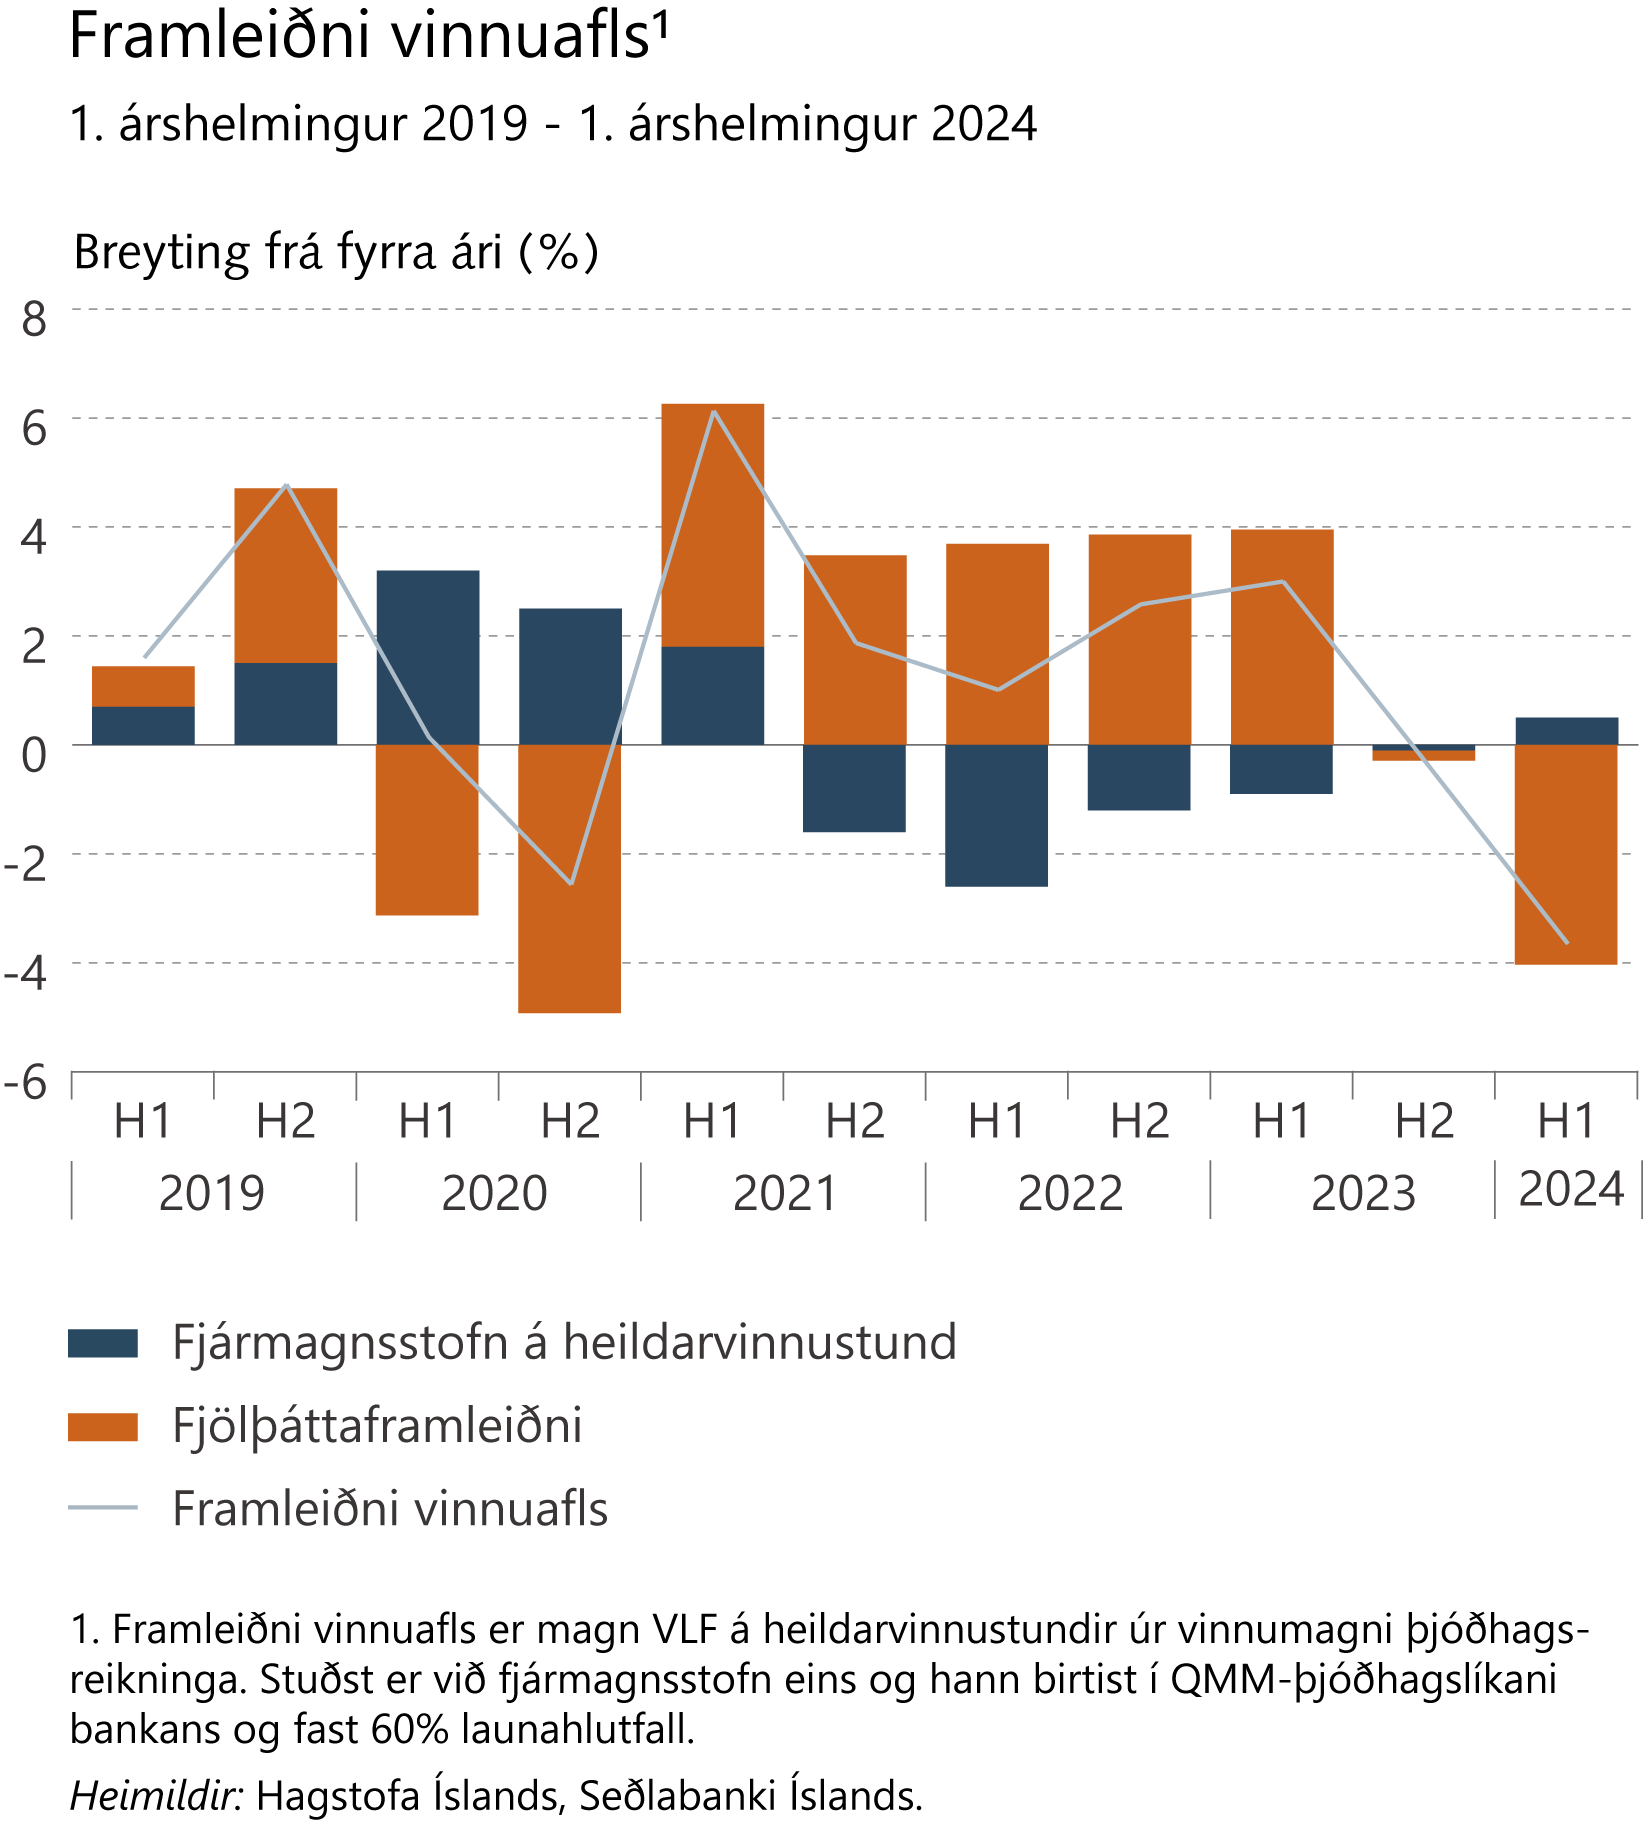 Framleiðni vinnuafls¹
1. árshelmingur 2019 - 1. árshelmingur 2024
Breyting frá fyrra ári (%)
8
6
4
2
0
-2
-4
-6
H1 H2 H1 H2 H1 H2 H1 H2 H1 H2 H1
2019 2020 2021 2022 2023 2024
Fjármagnsstofn á heildarvinnustund
Fjölþáttaframleiðni
Framleiðni vinnuafls
1. Framleiðni vinnuafls er magn VLF á heildarvinnustundir úr vinnumagni þjóðhags-
reikninga. Stuðst er við fjármagnsstofn eins og hann birtist í QMM-þjóðhagslíkani
bankans og fast 60% launahlutfall.
Heimildir: Hagstofa Íslands, Seðlabanki Íslands.